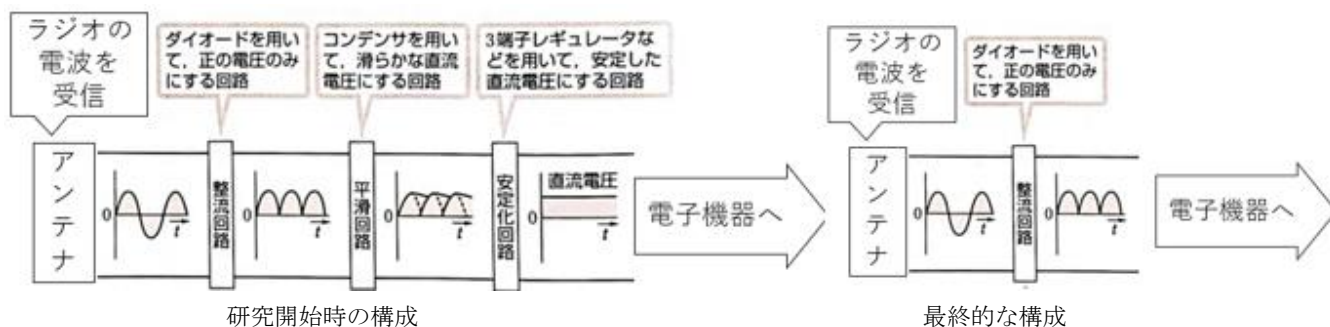 ラジオの
電波を
受信
ダイオードを用い
て，正の電圧のみ
にする回路
コンデンサを用い
て，滑らかな直流
電圧にする回路
3端子レギュレータな
どを用いて，安定した
直流電圧にする回路
アンテナ
0
t
整流回路
0
t
平滑回路
0
t
安定化回路
直流電圧
0
t
電子機器へ
研究開始時の構成
ラジオの
電波を
受信
ダイオードを用い
て，正の電圧のみ
にする回路
アンテナ
0
t
整流回路
0
t
電子機器へ
最終的な構成